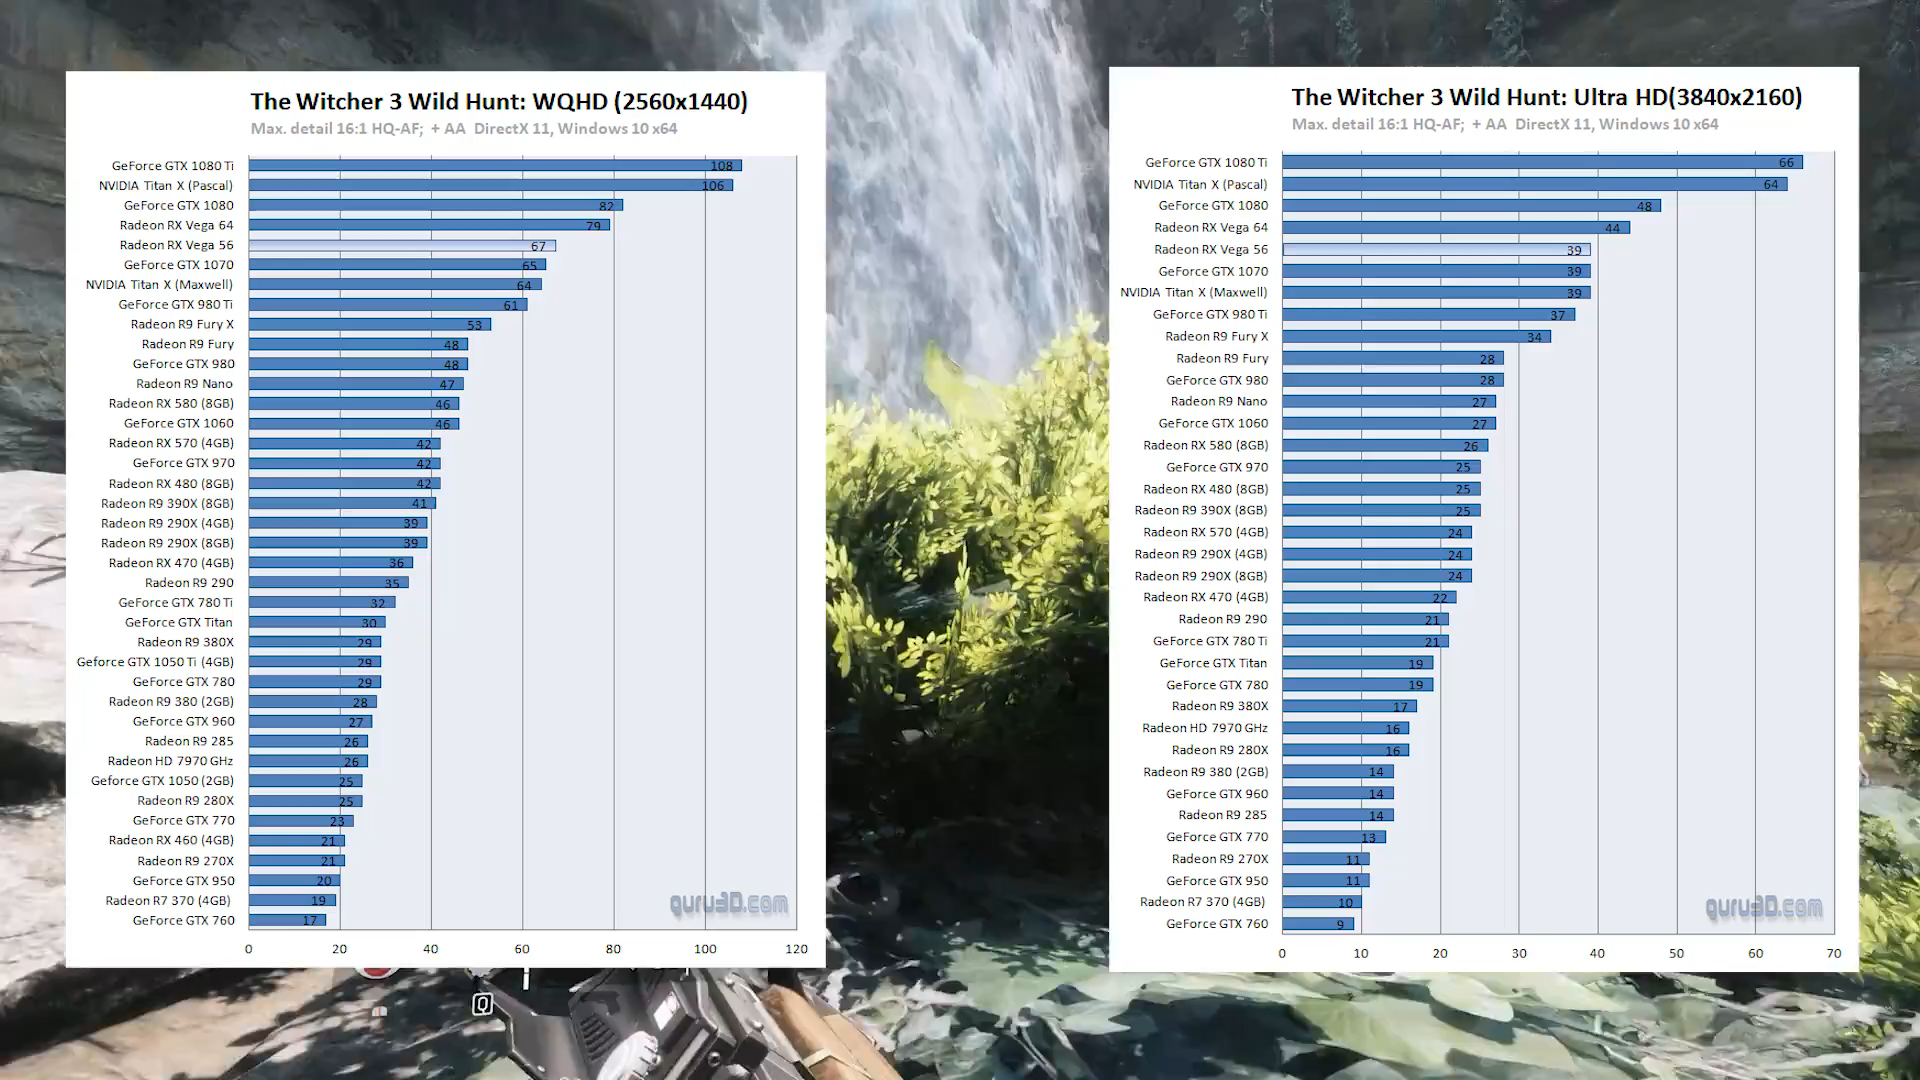 The Witcher 3 Wild Hunt: WQHD (2560x1440)
Max. detail 16:1 HQ-AF; + AA DirectX 11, Windows 10 x64
GeForce GTX 1080 Ti 108
NVIDIA Titan X (Pascal) 106
GeForce GTX 1080 82
Radeon RX Vega 64 79
Radeon RX Vega 56 67
GeForce GTX 1070 65
NVIDIA Titan X (Maxwell) 64
GeForce GTX 980 Ti 61
Radeon R9 Fury X 53
Radeon R9 Fury 48
GeForce GTX 980 48
Radeon R9 Nano 47
Radeon RX 580 (8GB) 46
GeForce GTX 1060 46
Radeon RX 570 (4GB) 42
GeForce GTX 970 42
Radeon RX 480 (8GB) 42
Radeon R9 390X (8GB) 41
Radeon R9 290X (4GB) 39
Radeon R9 290X (8GB) 39
Radeon RX 470 (4GB) 36
Radeon R9 290 35
GeForce GTX 780 Ti 32
GeForce GTX Titan 30
Radeon R9 380X 29
Geforce GTX 1050 Ti (4GB) 29
GeForce GTX 780 29
Radeon R9 380 (2GB) 28
GeForce GTX 960 27
Radeon R9 285 26
Radeon HD 7970 GHz 26
Geforce GTX 1050 (2GB) 25
Radeon R9 280X 25
GeForce GTX 770 23
Radeon RX 460 (4GB) 21
Radeon R9 270X 21
GeForce GTX 950 20
Radeon R7 370 (4GB) 19
GeForce GTX 760 17
guru3D.com
0 20 40 60 80 100 120
The Witcher 3 Wild Hunt: Ultra HD(3840x2160)
Max. detail 16:1 HQ-AF; + AA DirectX 11, Windows 10 x64
GeForce GTX 1080 Ti 66
NVIDIA Titan X (Pascal) 64
GeForce GTX 1080 48
Radeon RX Vega 64 44
Radeon RX Vega 56 39
GeForce GTX 1070 39
NVIDIA Titan X (Maxwell) 39
GeForce GTX 980 Ti 37
Radeon R9 Fury X 34
Radeon R9 Fury 28
GeForce GTX 980 28
Radeon R9 Nano 27
GeForce GTX 1060 27
Radeon RX 580 (8GB) 26
GeForce GTX 970 25
Radeon RX 480 (8GB) 25
Radeon R9 390X (8GB) 25
Radeon RX 570 (4GB) 24
Radeon R9 290X (4GB) 24
Radeon R9 290X (8GB) 24
Radeon RX 470 (4GB) 22
Radeon R9 290 21
GeForce GTX 780 Ti 21
GeForce GTX Titan 19
GeForce GTX 780 19
Radeon R9 380X 17
Radeon HD 7970 GHz 16
Radeon R9 280X 16
Radeon R9 380 (2GB) 14
GeForce GTX 960 14
Radeon R9 285 14
GeForce GTX 770 13
Radeon R9 270X 11
GeForce GTX 950 11
Radeon R7 370 (4GB) 10
GeForce GTX 760 9
guru3D.com
0 10 20 30 40 50 60 70
Q